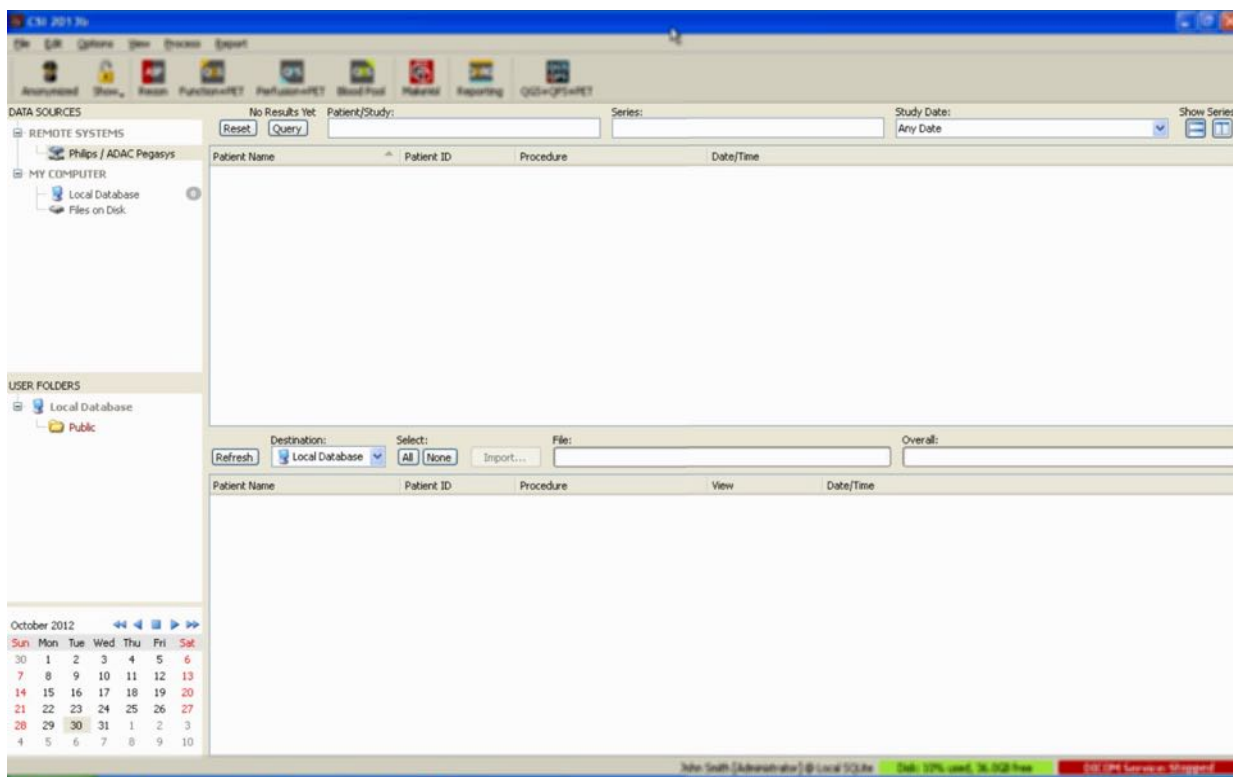 CSI 2013b
File Edit Options View Process Export
Anonymized Show Recon Function+PET Perfusion+PET Blood Pool Reporting QGS+QPS+PET
DATA SOURCES No Results Yet Patient/Study: Series: Study Date: Show Series
REMOTE SYSTEMS Reset Query Any Date
Philips / ADAC Pegasys Patient Name Patient ID Procedure Date/Time
MY COMPUTER
Local Database
Files on Disk
USER FOLDERS
Local Database
Public
Destination: Select: File: Overall:
Refresh Local Database All None Import...
Patient Name Patient ID Procedure View Date/Time
October 2012
Sun Mon Tue Wed Thu Fri Sat
30 1 2 3 4 5 6
7 8 9 10 11 12 13
14 15 16 17 18 19 20
21 22 23 24 25 26 27
28 29 30 31 1 2 3
4 5 6 7 8 9 10
John Smith [Administrator] @ Local SQLite Disk: 10% used, 36.0GB free DICOM Service: Stopped